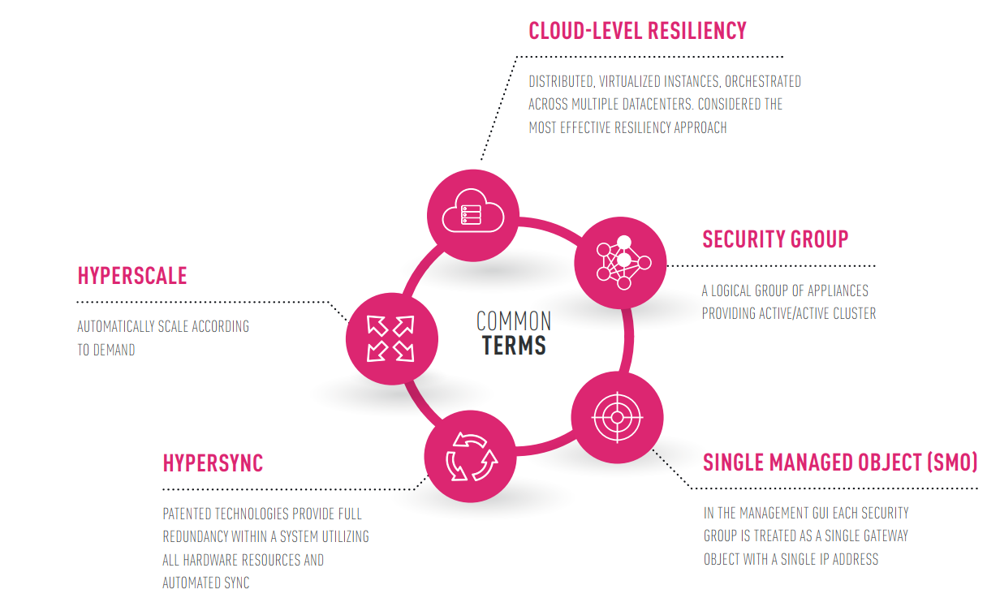 CLOUD-LEVEL RESILIENCY
DISTRIBUTED, VIRTUALIZED INSTANCES, ORCHESTRATED
ACROSS MULTIPLE DATACENTERS. CONSIDERED THE
MOST EFFECTIVE RESILIENCY APPROACH
SECURITY GROUP
A LOGICAL GROUP OF APPLIANCES
PROVIDING ACTIVE/ACTIVE CLUSTER
HYPERSCALE
AUTOMATICALLY SCALE ACCORDING
TO DEMAND
COMMON
TERMS
HYPERSYNC
PATENTED TECHNOLOGIES PROVIDE FULL
REDUNDANCY WITHIN A SYSTEM UTILIZING
ALL HARDWARE RESOURCES AND
AUTOMATED SYNC
SINGLE MANAGED OBJECT (SMO)
IN THE MANAGEMENT GUI EACH SECURITY
GROUP IS TREATED AS A SINGLE GATEWAY
OBJECT WITH A SINGLE IP ADDRESS